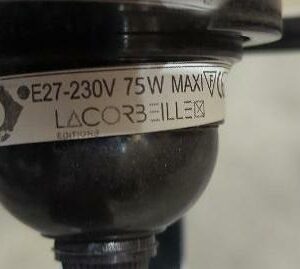 E27-230V 75W MAXI
LACORBEILLE
EDITIONS